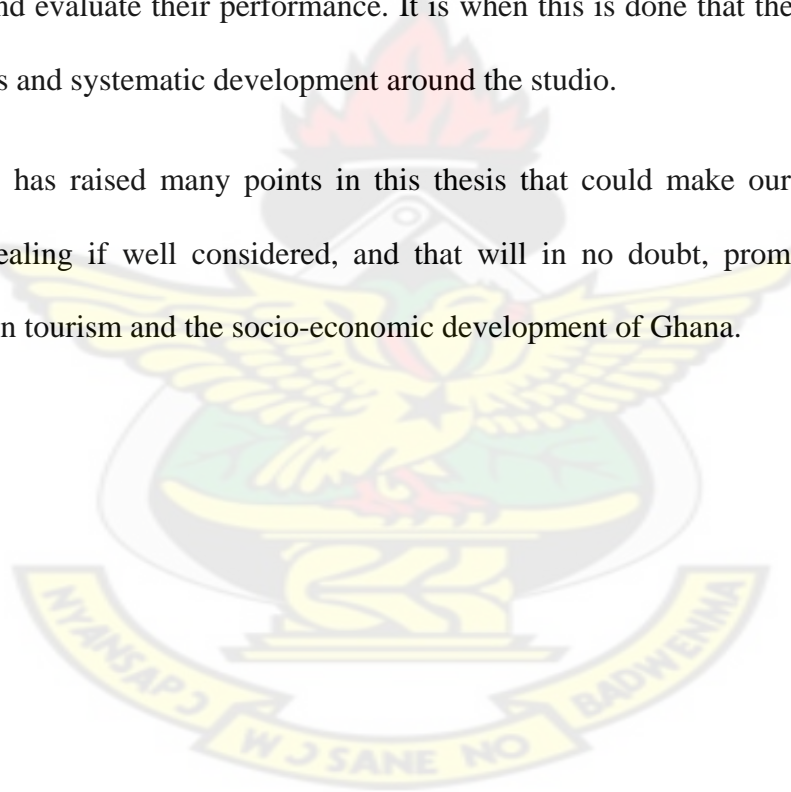 nd evaluate their performance. It is when this is done that the
s and systematic development around the studio.
has raised many points in this thesis that could make our
ealing if well considered, and that will in no doubt, prom
n tourism and the socio-economic development of Ghana.
NYANSAPƆ WƆSANE NO BADWENMA